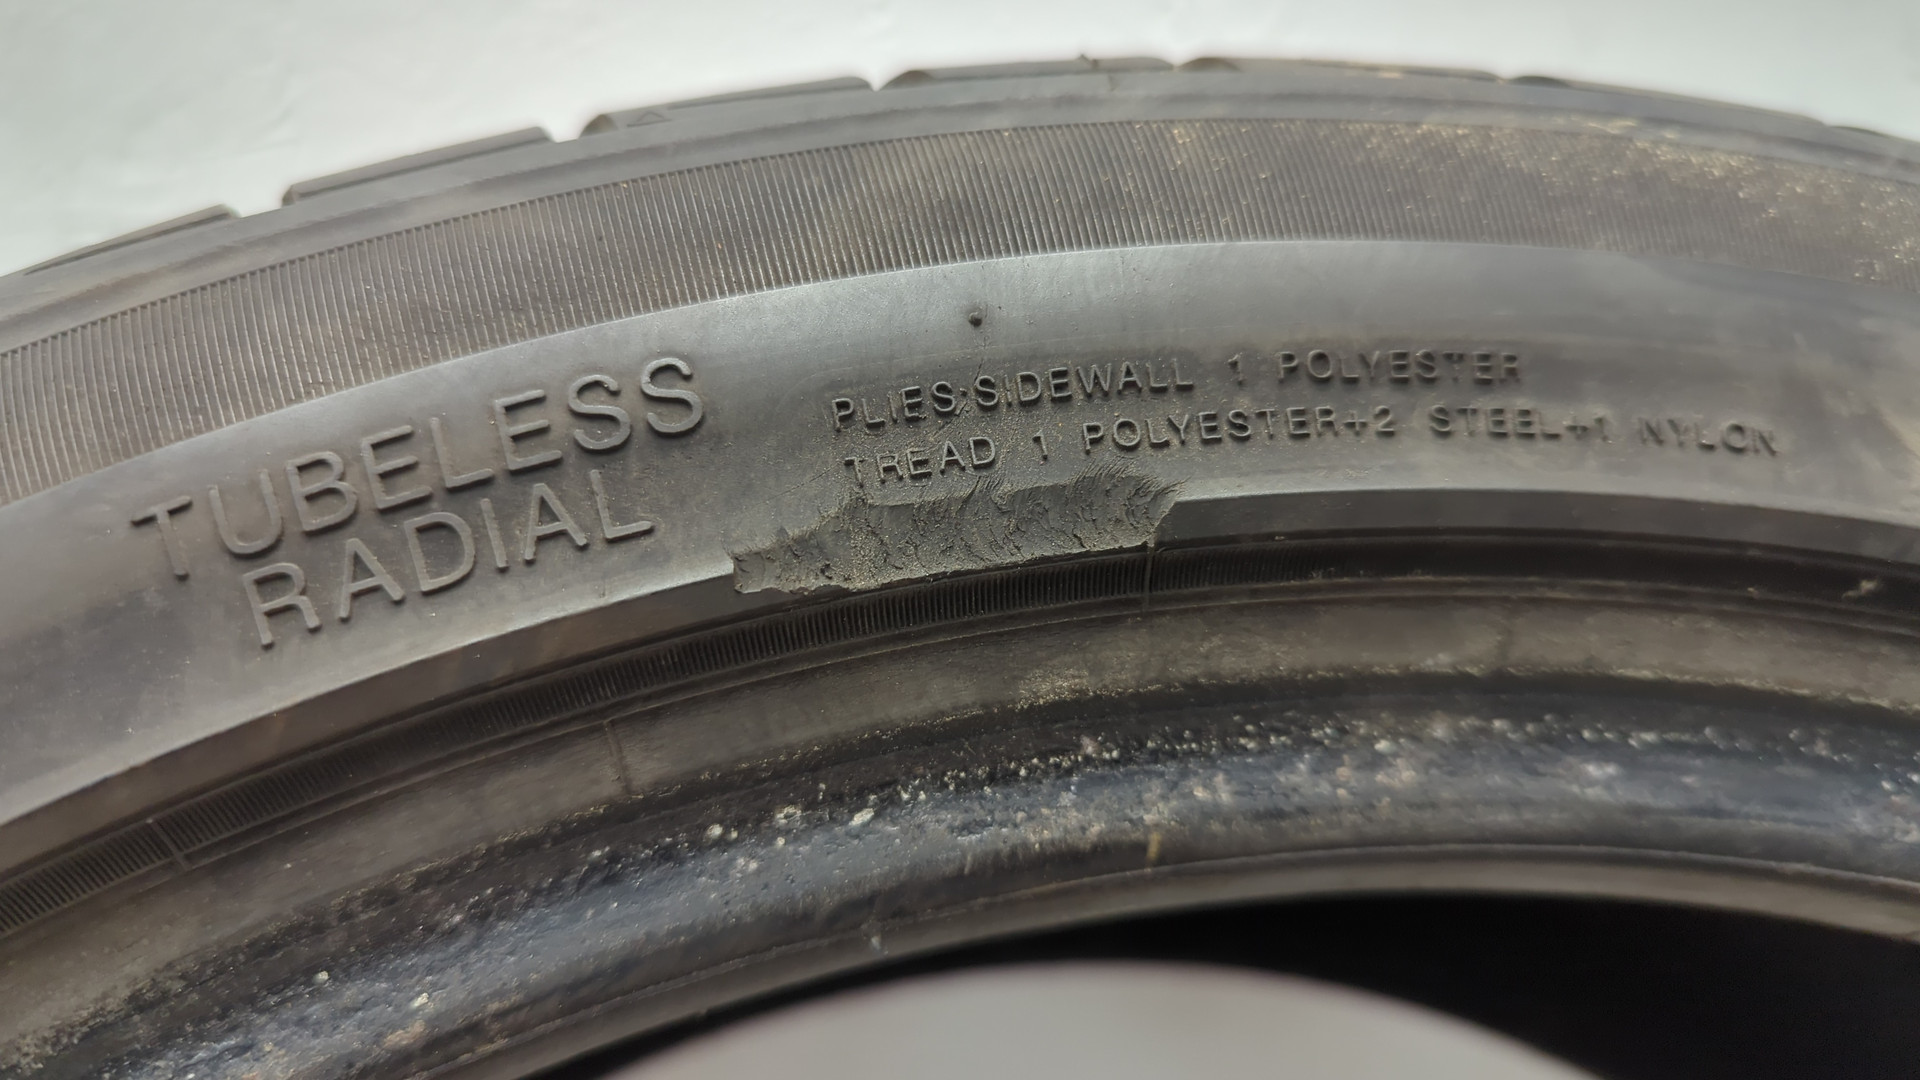 TUBELESS
RADIAL
PLIES:SIDEWALL 1 POLYESTER
TREAD 1 POLYESTER+2 STEEL+1 NYLON